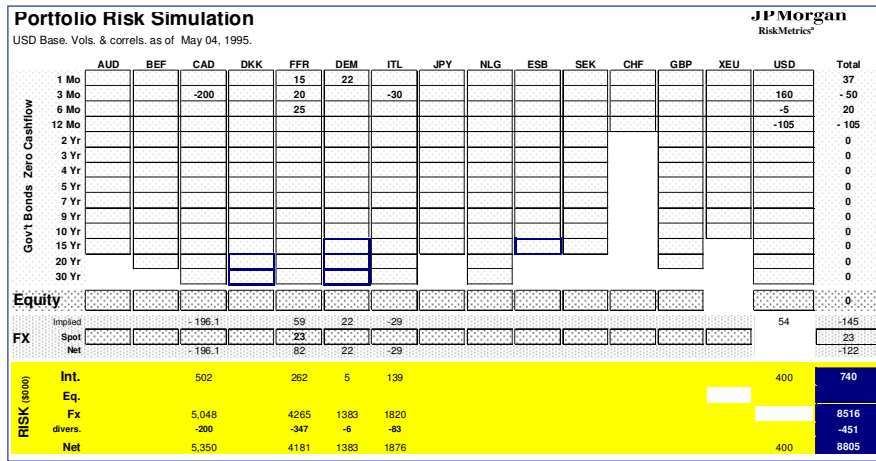 Portfolio Risk Simulation JPMorgan
USD Base. Vols. & correls. as of May 04, 1995. RiskMetrics
AUD BEF CAD DKK FFR DEM ITL JPY NLG ESB SEK CHF GBP XEU USD Total
Gov't Bonds Zero Cashflow
1 Mo 15 22 37
3 Mo -200 20 -30 160 - 50
6 Mo 25 -5 20
12 Mo -105 - 105
2 Yr 0
3 Yr 0
4 Yr 0
5 Yr 0
7 Yr 0
9 Yr 0
10 Yr 0
15 Yr 0
20 Yr 0
30 Yr 0
Equity 0
Implied - 196.1 59 22 -29 54 -145
FX Spot 23 23
Net - 196.1 82 22 -29 -122
RISK ($000)
Int. 502 262 5 139 400 740
Eq.
Fx 5,048 4265 1383 1820 8516
divers. -200 -347 -6 -83 -451
Net 5,350 4181 1383 1876 400 8805